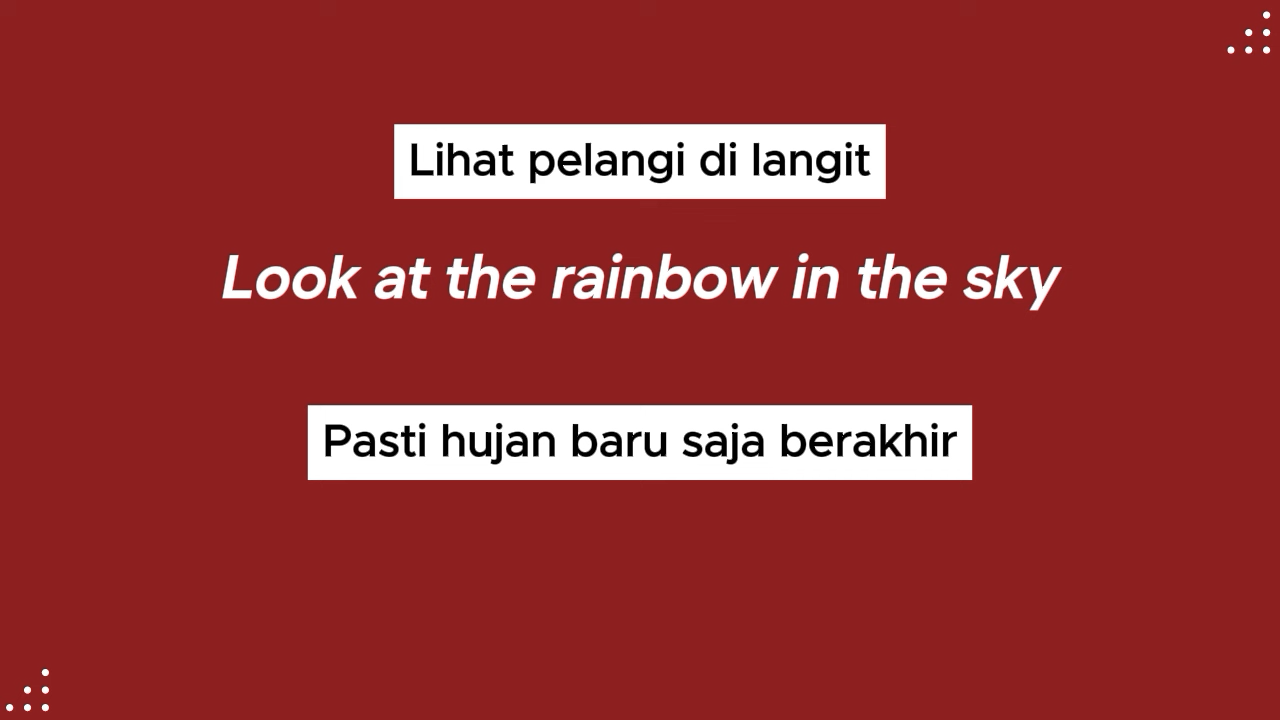 Lihat pelangi di langit
Look at the rainbow in the sky
Pasti hujan baru saja berakhir